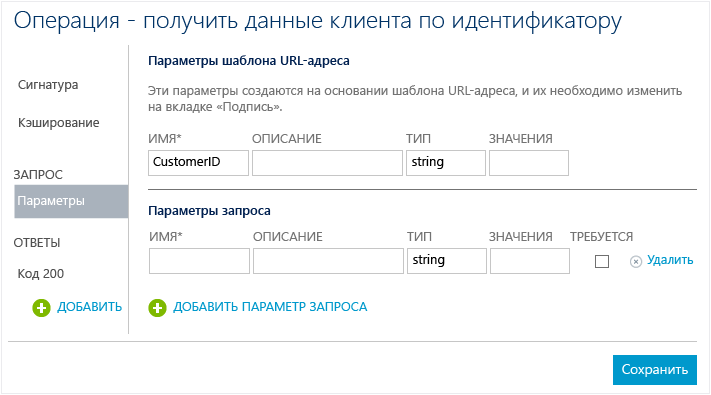 Операция - получить данные клиента по идентификатору
Сигнатура
Кэширование
ЗАПРОС
Параметры
ОТВЕТЫ
Код 200
ДОБАВИТЬ
Параметры шаблона URL-адреса
Эти параметры создаются на основании шаблона URL-адреса, и их необходимо изменить
на вкладке «Подпись».
ИМЯ* ОПИСАНИЕ ТИП ЗНАЧЕНИЯ
CustomerID string
Параметры запроса
ИМЯ* ОПИСАНИЕ ТИП ЗНАЧЕНИЯ ТРЕБУЕТСЯ
string Удалить
ДОБАВИТЬ ПАРАМЕТР ЗАПРОСА
Сохранить